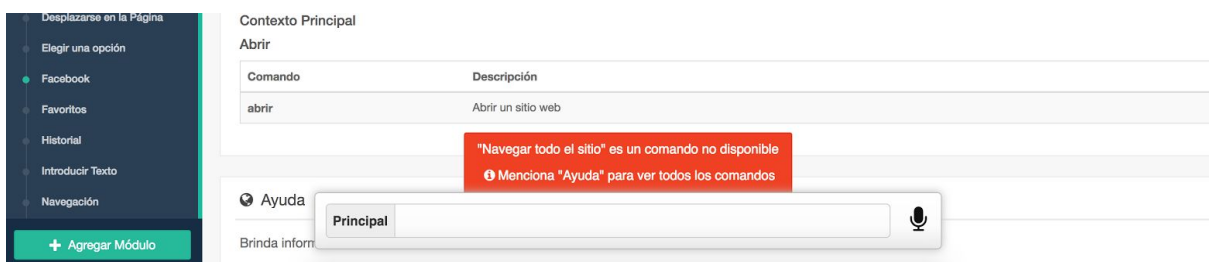 Desplazarse en la Página
Elegir una opción
Facebook
Favoritos
Historial
Introducir Texto
Navegación
+ Agregar Módulo
Contexto Principal
Abrir
Comando Descripción
abrir Abrir un sitio web
"Navegar todo el sitio" es un comando no disponible
Menciona "Ayuda" para ver todos los comandos
Ayuda
Principal
Brinda inform